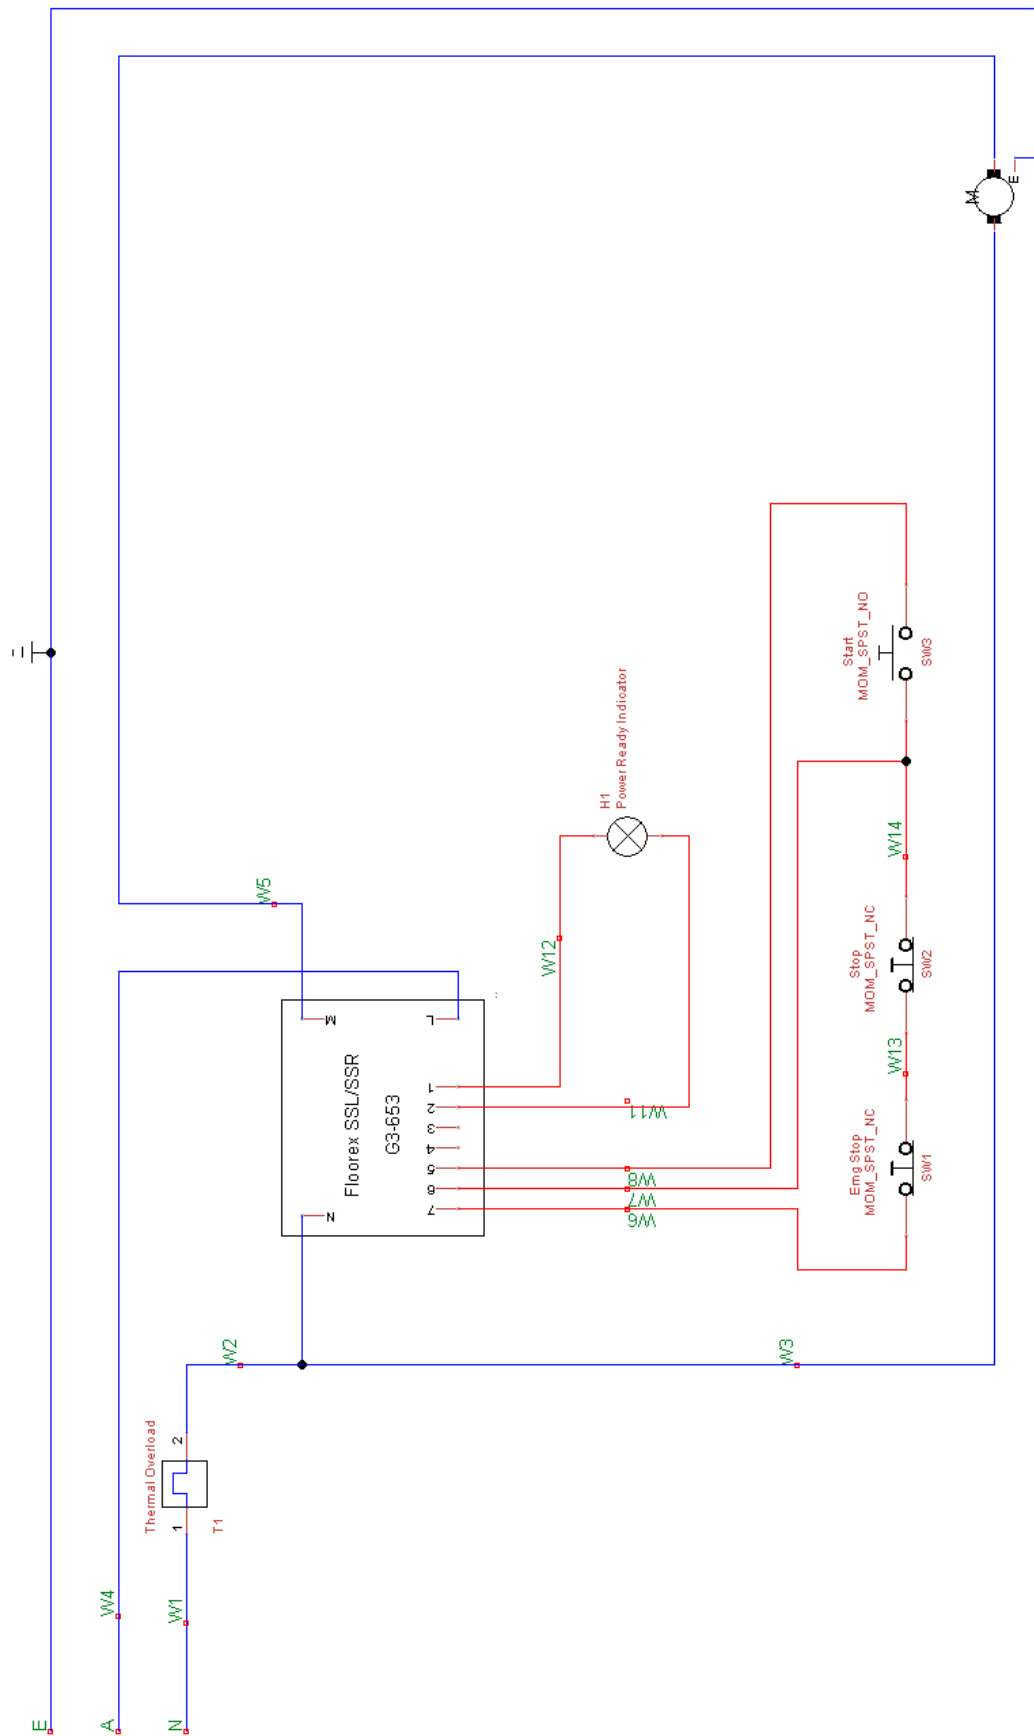 E
A
N
W4
W1
Thermal Overload
1
2
T1
W2
W3
Floorex SSL/SSR
G3-653
N
M
L
7
6
5
4
3
2
1
W5
W12
W11
W8
W7
W6
H1
Power Ready Indicator
Emg Stop
MOM_SPST_NC
SW1
W13
Stop
MOM_SPST_NC
SW2
W14
Start
MOM_SPST_NO
SW3
M
E